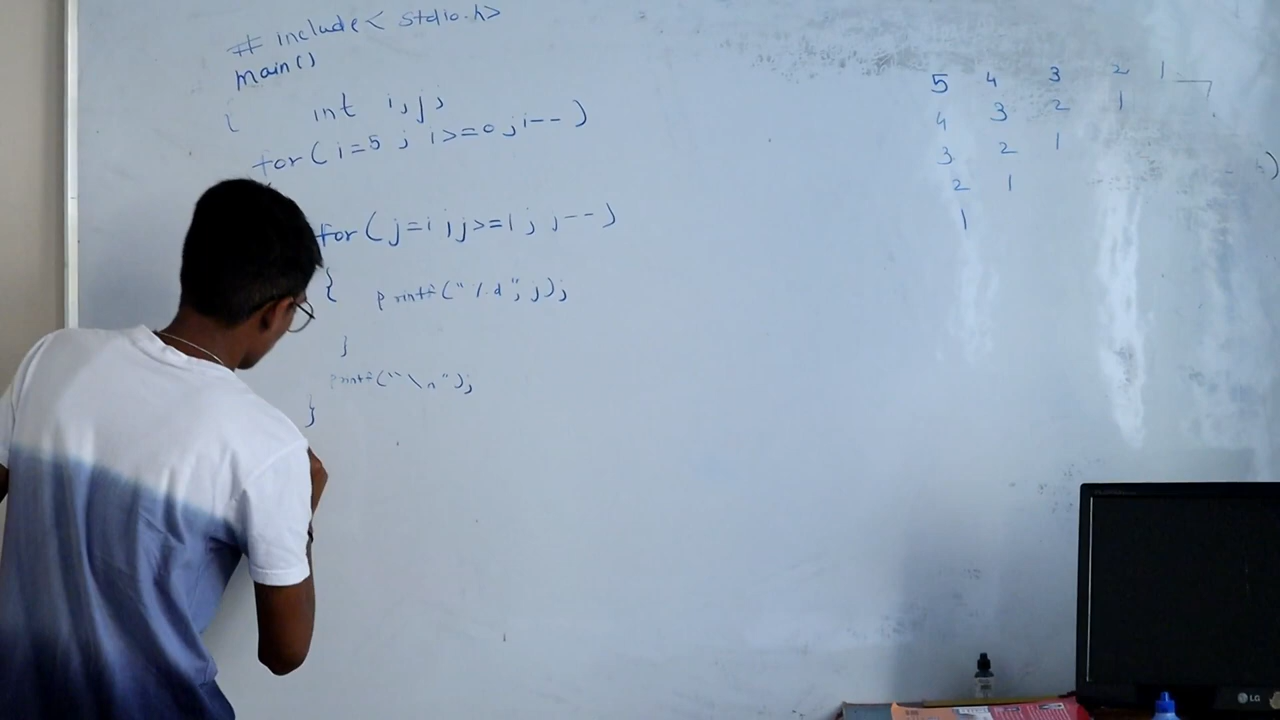 # include < stdio.h>
main()
{ int i,j;
for(i=5 ; i>=0 ; i-- )
for(j=i ; j>=1 ; j-- )
{ printf("%d", j);
}
printf("\n");
}
5 4 3 2 1
4 3 2 1
3 2 1
2 1
1
LG